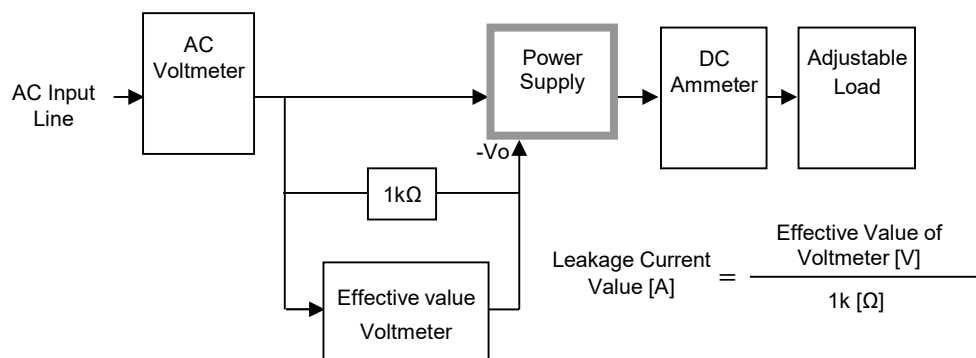 AC
Voltmeter
Power
Supply
DC
Ammeter
Adjustable
Load
AC Input
Line
-Vo
1kΩ
Effective value
Voltmeter
Leakage Current
Value [A]
=
Effective Value of
Voltmeter [V]
1k [Ω]